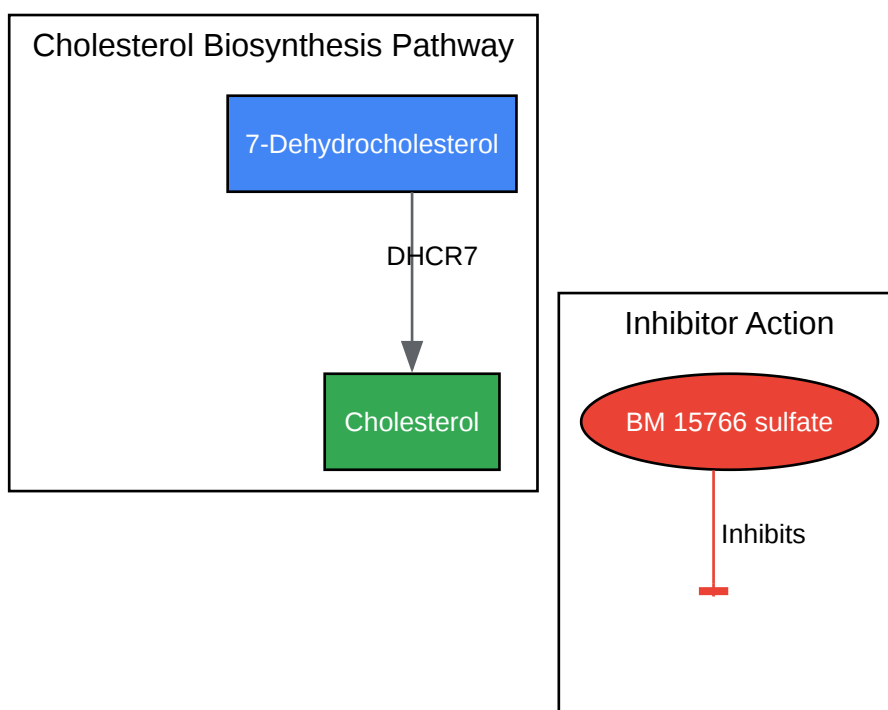 Cholesterol Biosynthesis Pathway
7-Dehydrocholesterol
DHCR7
Cholesterol
Inhibitor Action
BM 15766 sulfate
Inhibits